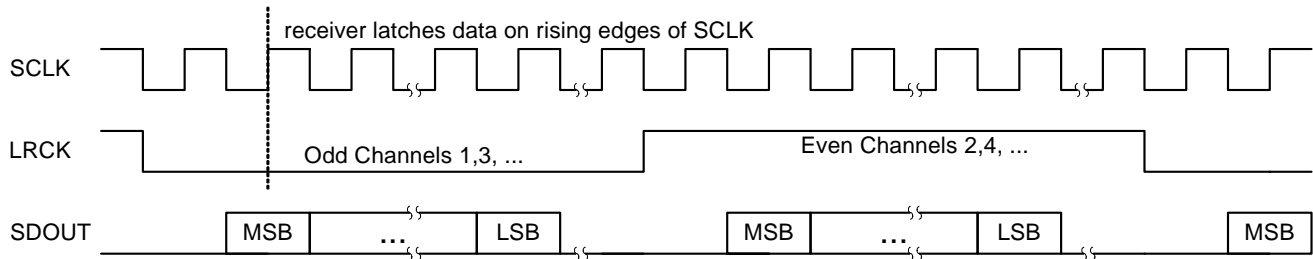 receiver latches data on rising edges of SCLK
SCLK
LRCK
Odd Channels 1,3, ...
Even Channels 2,4, ...
SDOUT
MSB
...
LSB
MSB
...
LSB
MSB